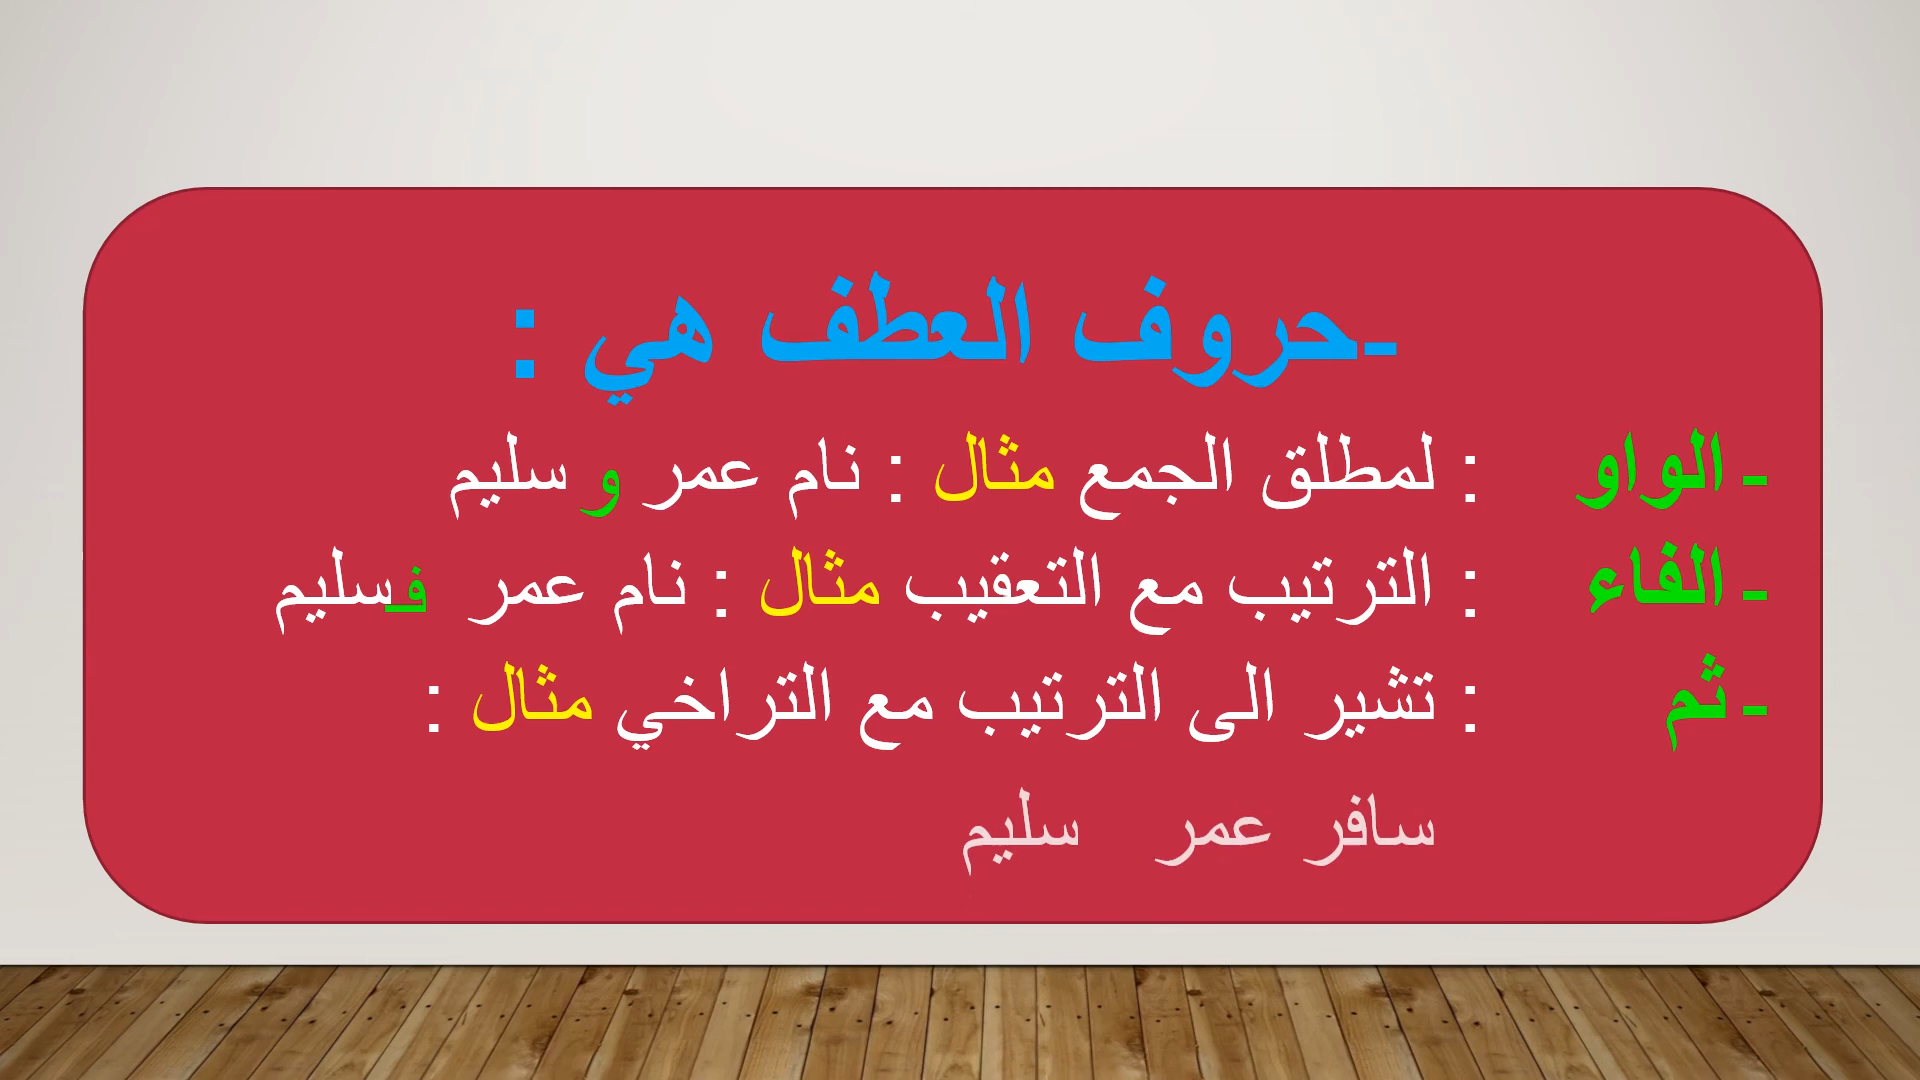 -حروف العطف هي :
- الواو : لمطلق الجمع مثال : نام عمر و سليم
- الفاء : الترتيب مع التعقيب مثال : نام عمر فـسليم
- ثم : تشير الى الترتيب مع التراخي مثال :
سافر عمر سليم